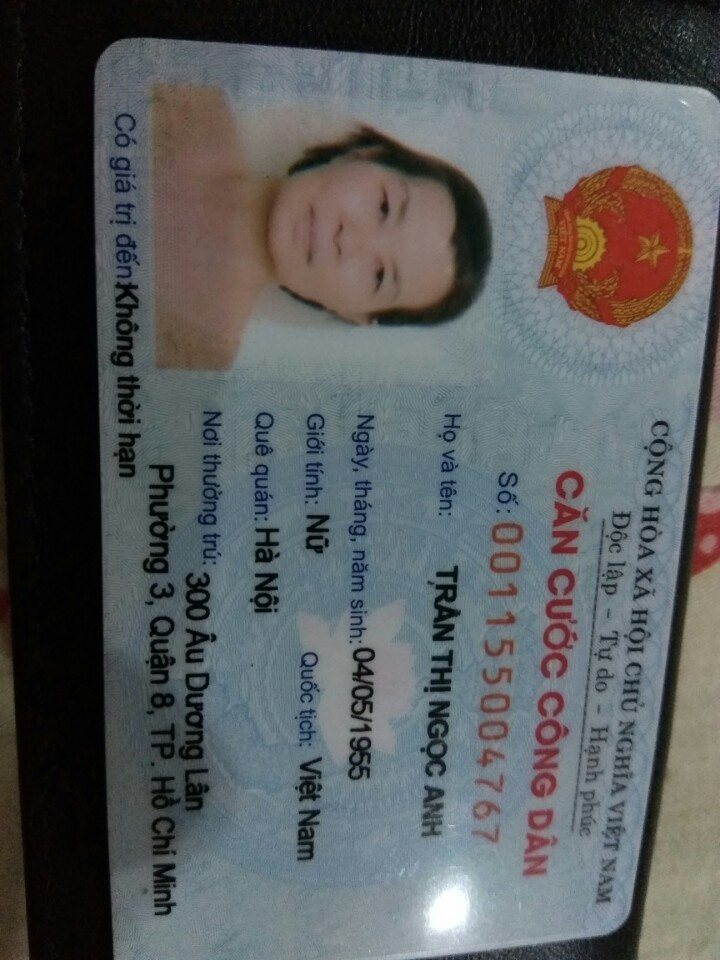 CỘNG HÒA XÃ HỘI CHỦ NGHĨA VIỆT NAM
Độc lập - Tự do - Hạnh phúc
CĂN CƯỚC CÔNG DÂN
Số: 001155004767
Họ và tên: TRẦN THỊ NGỌC ANH
Ngày, tháng, năm sinh: 04/05/1955
Giới tính: Nữ Quốc tịch: Việt Nam
Quê quán: Hà Nội
Nơi thường trú: 300 Âu Dương Lân
Phường 3, Quận 8, TP. Hồ Chí Minh
Có giá trị đến: Không thời hạn